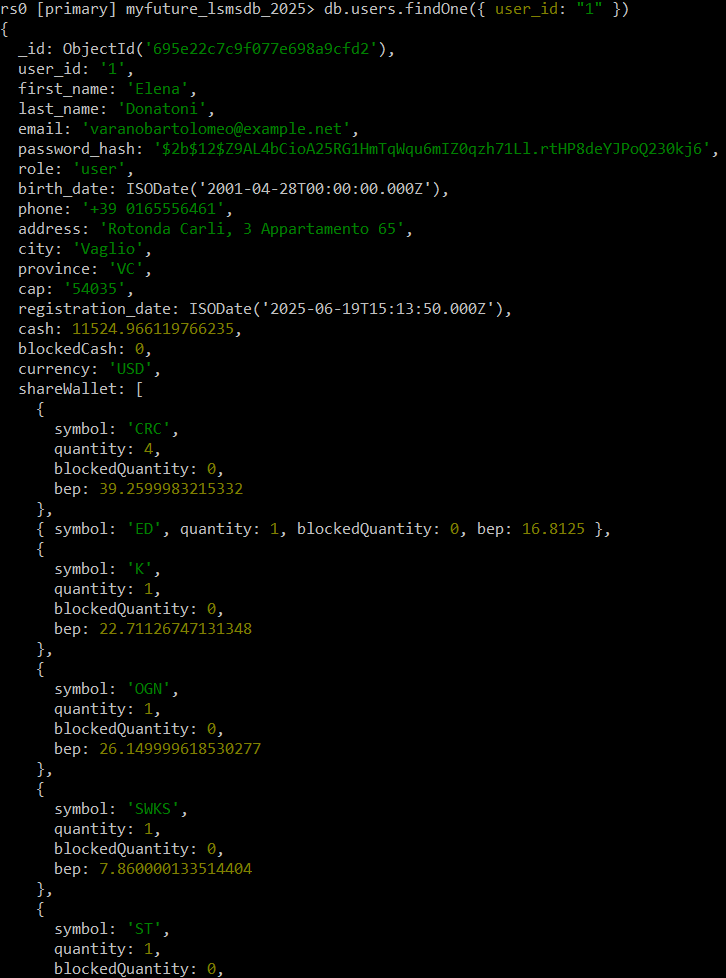 rs0 [primary] myfuture_lsmsdb_2025> db.users.findOne({ user_id: "1" })
{
  _id: ObjectId('695e22c7c9f077e698a9cfd2'),
  user_id: '1',
  first_name: 'Elena',
  last_name: 'Donatoni',
  email: 'varanobartolomeo@example.net',
  password_hash: '$2b$12$Z9AL4bCioA25RG1HmTqWqu6mIZ0qzh71Ll.rtHP8deYJPoQ230kj6',
  role: 'user',
  birth_date: ISODate('2001-04-28T00:00:00.000Z'),
  phone: '+39 0165556461',
  address: 'Rotonda Carli, 3 Appartamento 65',
  city: 'Vaglio',
  province: 'VC',
  cap: '54035',
  registration_date: ISODate('2025-06-19T15:13:50.000Z'),
  cash: 11524.966119766235,
  blockedCash: 0,
  currency: 'USD',
  shareWallet: [
    {
      symbol: 'CRC',
      quantity: 4,
      blockedQuantity: 0,
      bep: 39.2599983215332
    },
    { symbol: 'ED', quantity: 1, blockedQuantity: 0, bep: 16.8125 },
    {
      symbol: 'K',
      quantity: 1,
      blockedQuantity: 0,
      bep: 22.71126747131348
    },
    {
      symbol: 'OGN',
      quantity: 1,
      blockedQuantity: 0,
      bep: 26.149999618530277
    },
    {
      symbol: 'SWKS',
      quantity: 1,
      blockedQuantity: 0,
      bep: 7.860000133514404
    },
    {
      symbol: 'ST',
      quantity: 1,
      blockedQuantity: 0,